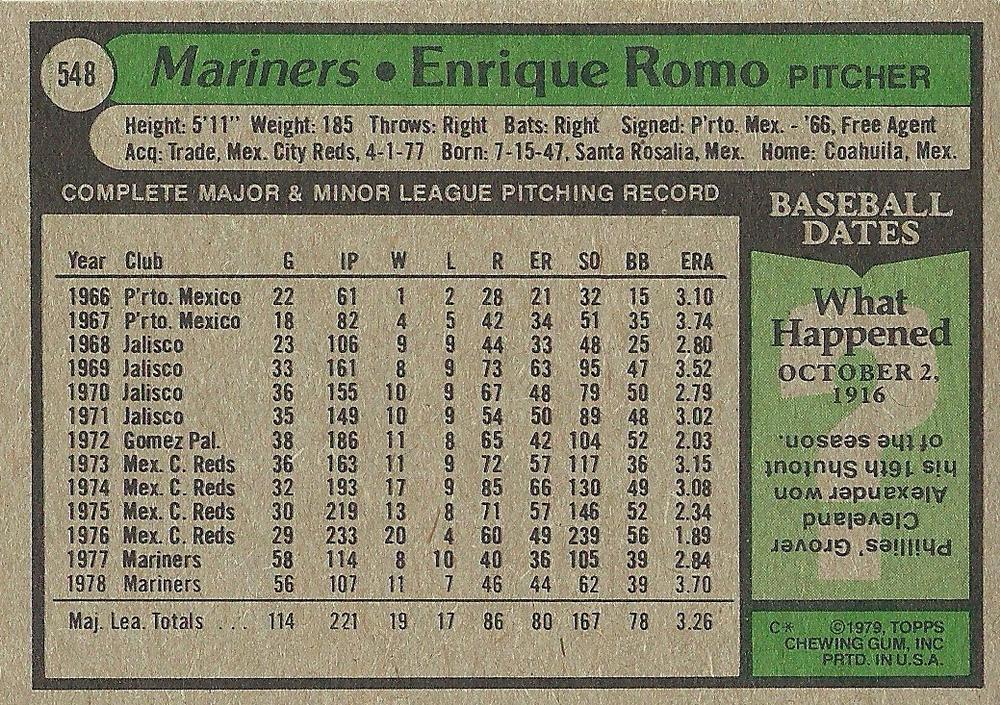 548
Mariners • Enrique Romo PITCHER
Height: 5'11" Weight: 185 Throws: Right Bats: Right Signed: P'rto. Mex. - '66, Free Agent
Acq: Trade, Mex. City Reds, 4-1-77 Born: 7-15-47, Santa Rosalia, Mex. Home: Coahuila, Mex.
COMPLETE MAJOR & MINOR LEAGUE PITCHING RECORD
Year Club G IP W L R ER SO BB ERA
1966 P'rto. Mexico 22 61 1 2 28 21 32 15 3.10
1967 P'rto. Mexico 18 82 4 5 42 34 51 35 3.74
1968 Jalisco 23 106 9 9 44 33 48 25 2.80
1969 Jalisco 33 161 8 9 73 63 95 47 3.52
1970 Jalisco 36 155 10 9 67 48 79 50 2.79
1971 Jalisco 35 149 10 9 54 50 89 48 3.02
1972 Gomez Pal. 38 186 11 8 65 42 104 52 2.03
1973 Mex. C. Reds 36 163 11 9 72 57 117 36 3.15
1974 Mex. C. Reds 32 193 17 9 85 66 130 49 3.08
1975 Mex. C. Reds 30 219 13 8 71 57 146 52 2.34
1976 Mex. C. Reds 29 233 20 4 60 49 239 56 1.89
1977 Mariners 58 114 8 10 40 36 105 39 2.84
1978 Mariners 56 107 11 7 46 44 62 39 3.70
Maj. Lea. Totals ... 114 221 19 17 86 80 167 78 3.26
BASEBALL
DATES
What
Happened
OCTOBER 2,
1916
Phillies' Grover
Cleveland
Alexander won
his 16th Shutout
of the season.
C* ©1979, TOPPS
CHEWING GUM, INC
PRTD. IN U.S.A.